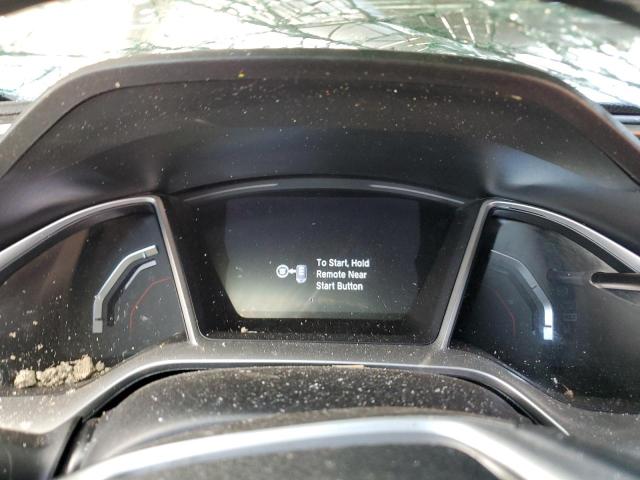 To Start, Hold
Remote Near
Start Button